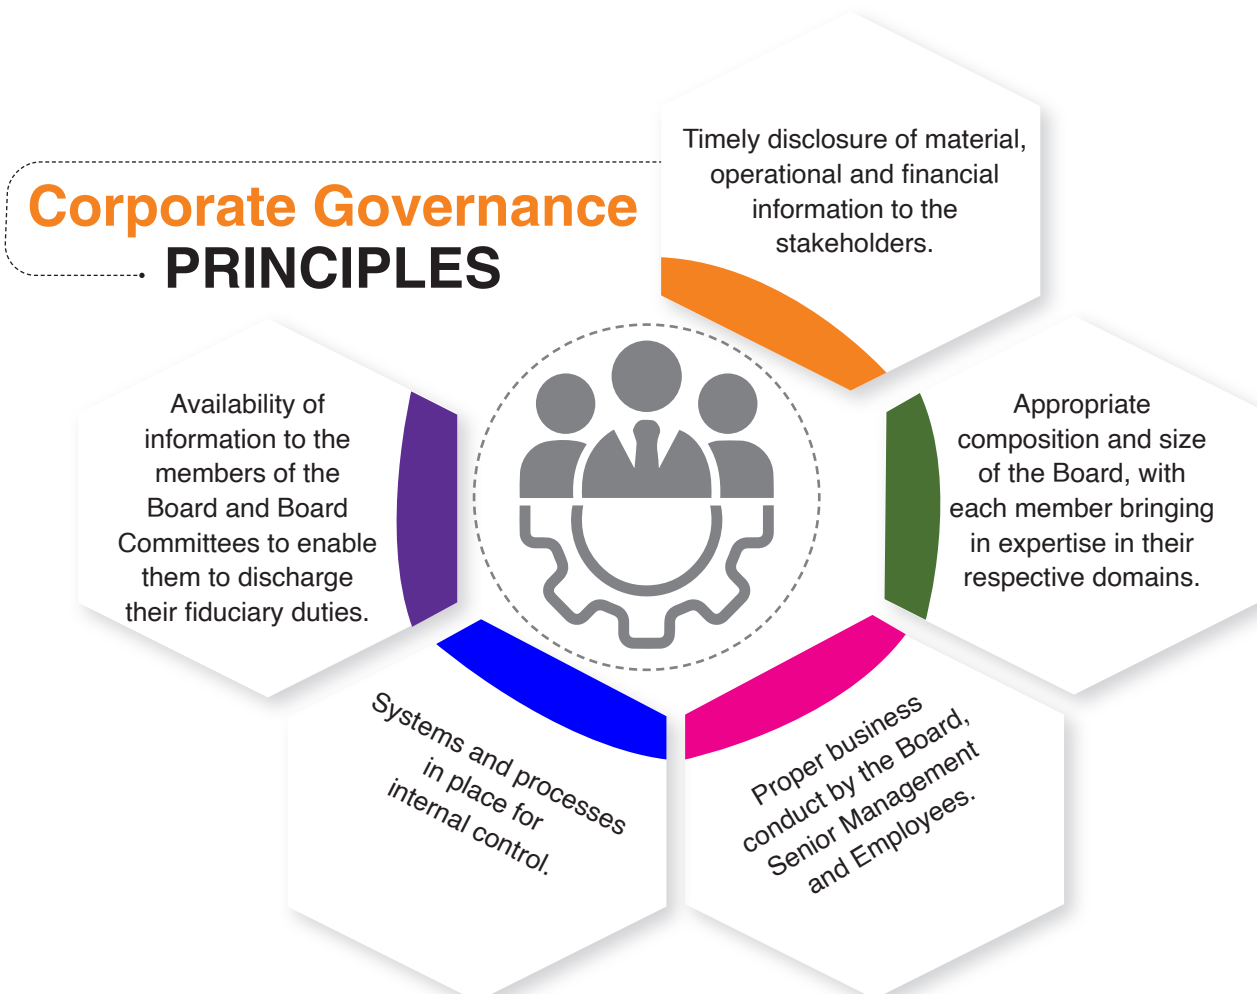 Corporate Governance
PRINCIPLES
Timely disclosure of material,
operational and financial
information to the
stakeholders.
Appropriate
composition and size
of the Board, with
each member bringing
in expertise in their
respective domains.
Proper business
conduct by the Board,
Senior Management
and Employees.
Systems and processes
in place for
internal control.
Availability of
information to the
members of the
Board and Board
Committees to enable
them to discharge
their fiduciary duties.